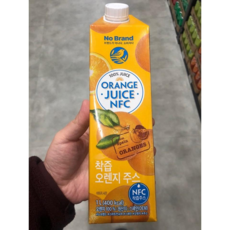 No Brand
100% JUICE
ORANGE
JUICE
NFC
ORANGES
착즙
오렌지 주스
NFC